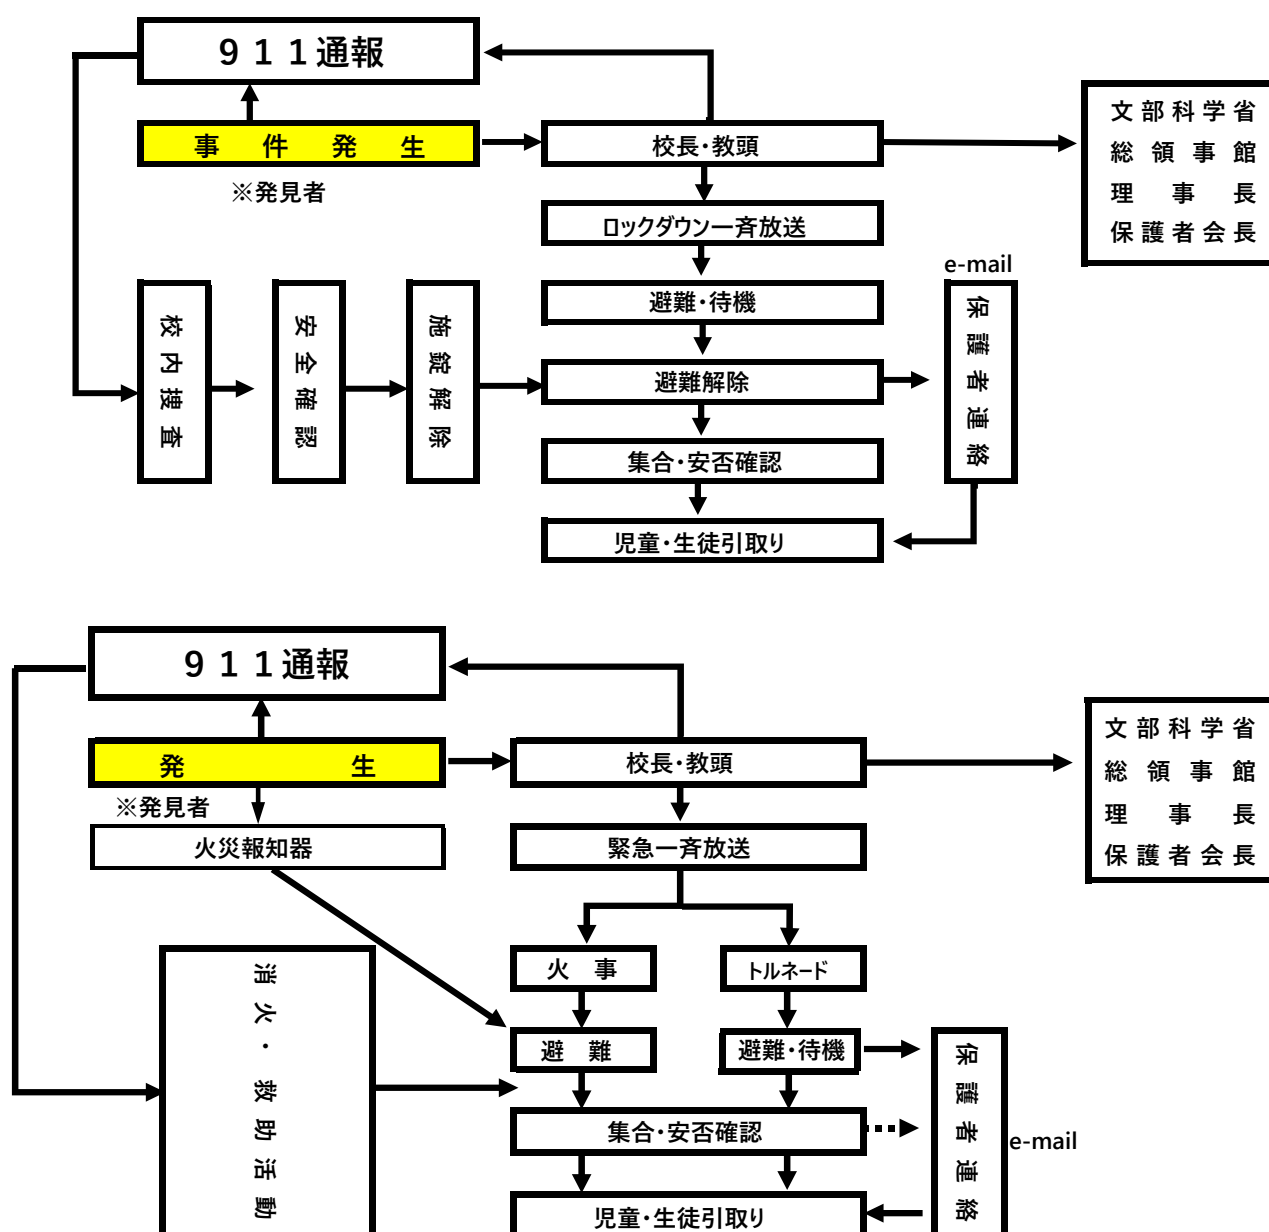 ９１１通報
事件発生
※発見者
校長・教頭
文部科学省
総領事館
理事長
保護者会長
ロックダウン一斉放送
避難・待機
避難解除
集合・安否確認
児童・生徒引取り
校内捜査
安全確認
施錠解除
e-mail
保護者連絡
９１１通報
発生
※発見者
火災報知器
校長・教頭
文部科学省
総領事館
理事長
保護者会長
緊急一斉放送
火事
トルネード
避難
避難・待機
集合・安否確認
児童・生徒引取り
消火・救助活動
保護者連絡
e-mail